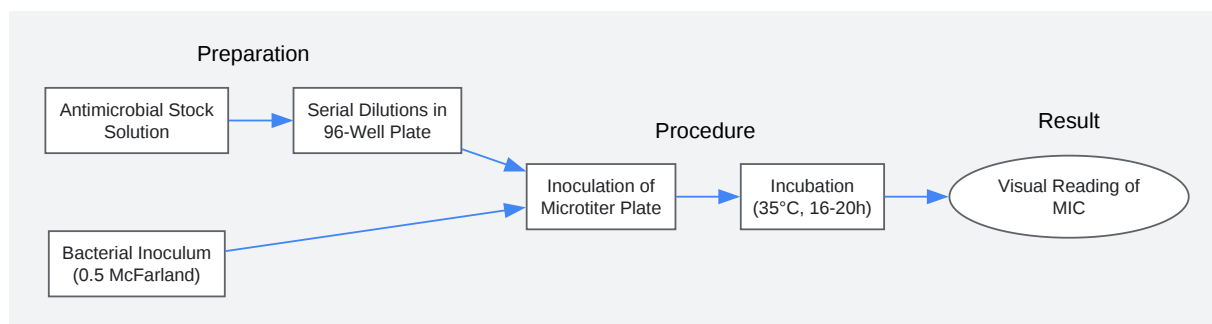 Preparation
Antimicrobial Stock
Solution
Serial Dilutions in
96-Well Plate
Bacterial Inoculum
(0.5 McFarland)
Procedure
Inoculation of
Microtiter Plate
Incubation
(35°C, 16-20h)
Result
Visual Reading of
MIC